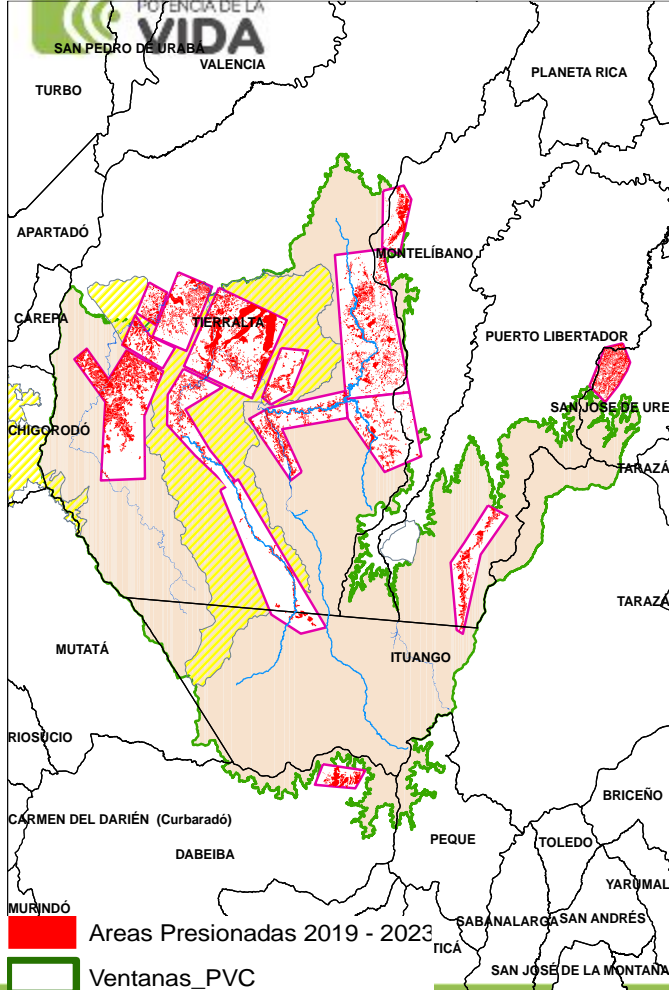 POTENCIA DE LA
VIDA
SAN PEDRO DE URABÁ
VALENCIA
PLANETA RICA
TURBO
APARTADÓ
MONTELÍBANO
CAREPA
TIERRALTA
PUERTO LIBERTADOR
SAN JOSE DE URE
CHIGORODÓ
TARAZÁ
TARAZÁ
MUTATÁ
ITUANGO
RIOSUCIO
BRICEÑO
CARMEN DEL DARIÉN (Curbaradó)
PEQUE
TOLEDO
DABEIBA
YARUMAL
MURINDÓ
SABANALARGA
SAN ANDRÉS
Areas Presionadas 2019 - 2023
TICÁ
SAN JOSÉ DE LA MONTAÑA
Ventanas_PVC